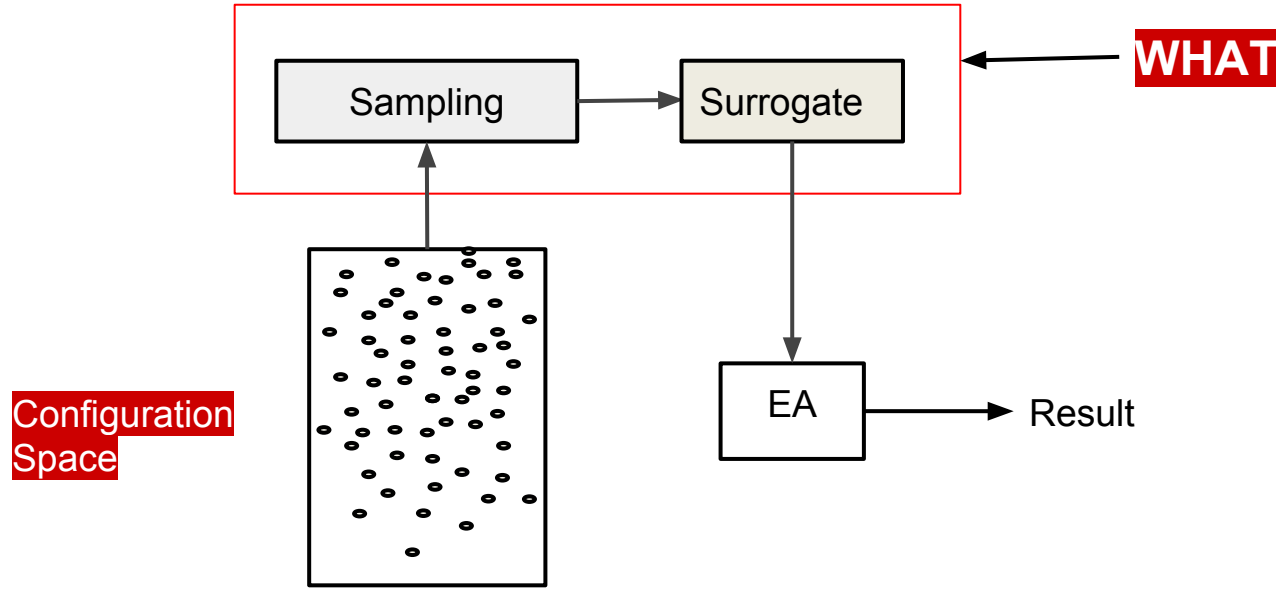 WHAT
Sampling
Surrogate
Configuration
Space
EA
Result